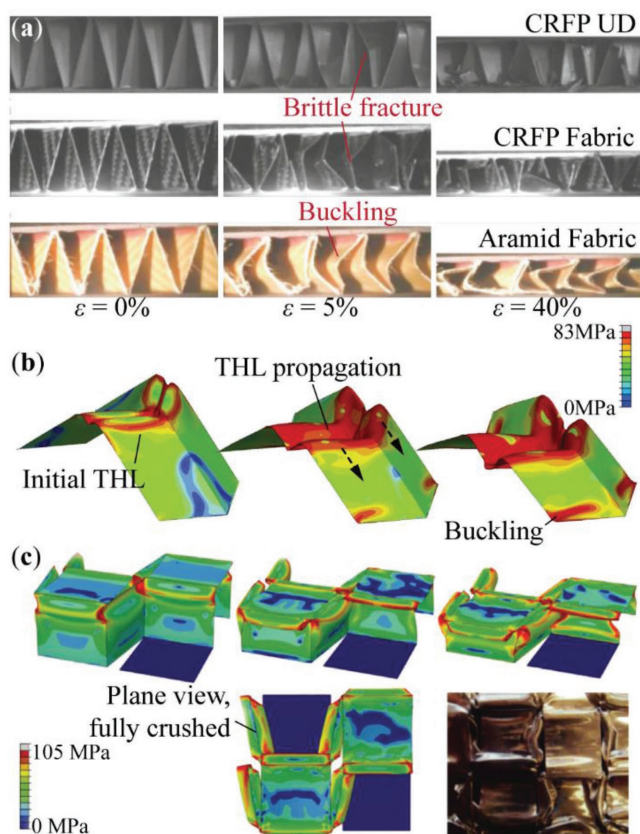 (a)
CRFP UD
Brittle fracture
CRFP Fabric
Buckling
Aramid Fabric
ε = 0%
ε = 5%
ε = 40%
83MPa
(b)
THL propagation
0MPa
Initial THL
Buckling
(c)
Plane view,
fully crushed
105 MPa
0 MPa